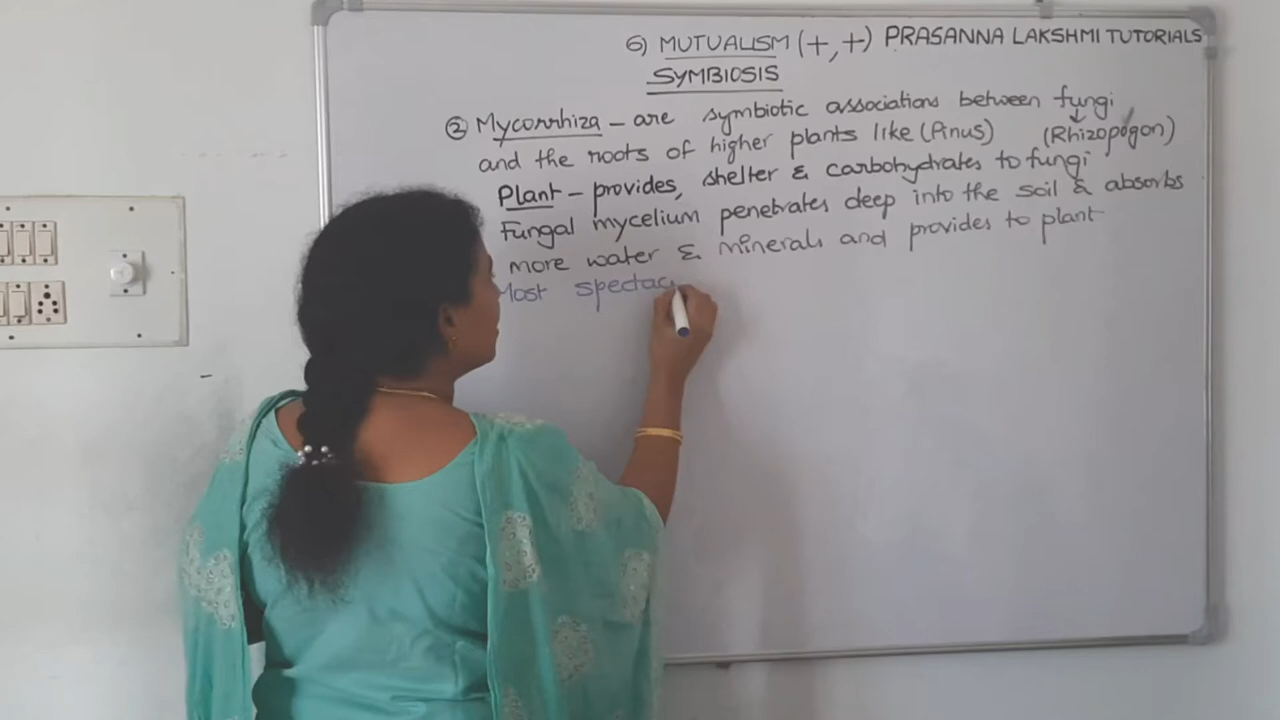 6) MUTUALISM (+,+) PRASANNA LAKSHMI TUTORIALS
SYMBIOSIS
② Mycorrhiza - are symbiotic associations between fungi
and the roots of higher plants like (Pinus) (Rhizopogon)
Plant - provides, shelter & carbohydrates to fungi
Fungal mycelium penetrates deep into the soil & absorbs
more water & minerals and provides to plant
Most spectac